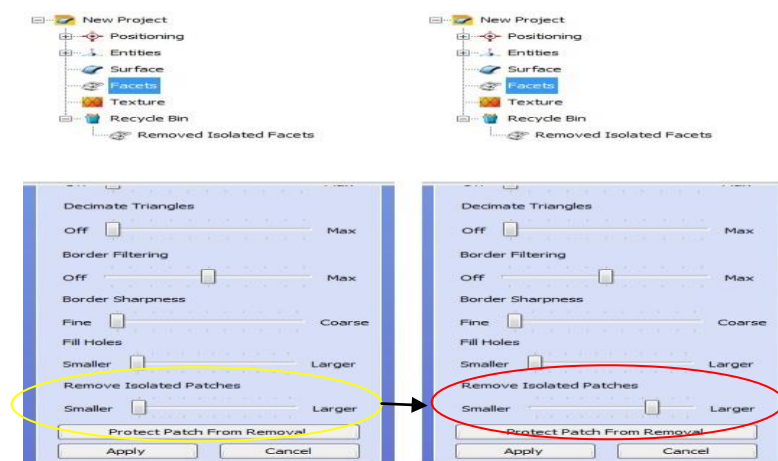 New Project
Positioning
Entities
Surface
Facets
Texture
Recycle Bin
Removed Isolated Facets
New Project
Positioning
Entities
Surface
Facets
Texture
Recycle Bin
Removed Isolated Facets
Decimate Triangles
Off Max
Border Filtering
Off Max
Border Sharpness
Fine Coarse
Fill Holes
Smaller Larger
Remove Isolated Patches
Smaller Larger
Protect Patch From Removal
Apply Cancel
Decimate Triangles
Off Max
Border Filtering
Off Max
Border Sharpness
Fine Coarse
Fill Holes
Smaller Larger
Remove Isolated Patches
Smaller Larger
Protect Patch From Removal
Apply Cancel